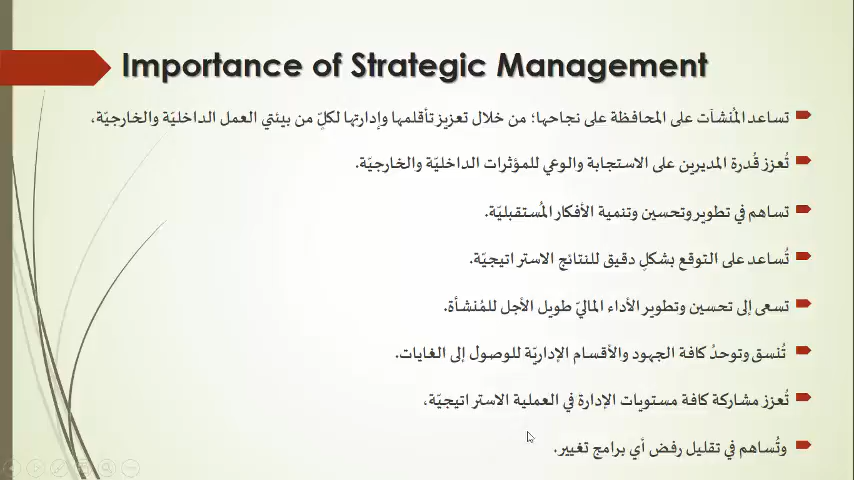 Importance of Strategic Management
تساعد المُنشآت على المحافظة على نجاحها؛ من خلال تعزيز تأقلمها وإدارتها لكلّ من بيئتي العمل الداخليّة والخارجيّة،
تُعزز قُدرة المديرين على الاستجابة والوعي للمؤثرات الداخليّة والخارجيّة.
تساهم في تطوير وتحسين وتنمية الأفكار المُستقبليّة.
تُساعد على التوقع بشكلٍ دقيق للنتائج الاستراتيجيّة.
تسعى إلى تحسين وتطوير الأداء الماليّ طويل الأجل للمُنشأة.
تُنسق وتوحدُ كافة الجهود والأقسام الإداريّة للوصول إلى الغايات.
تُعزز مشاركة كافة مستويات الإدارة في العملية الاستراتيجيّة،
وتُساهم في تقليل رفض أي برامج تغيير.